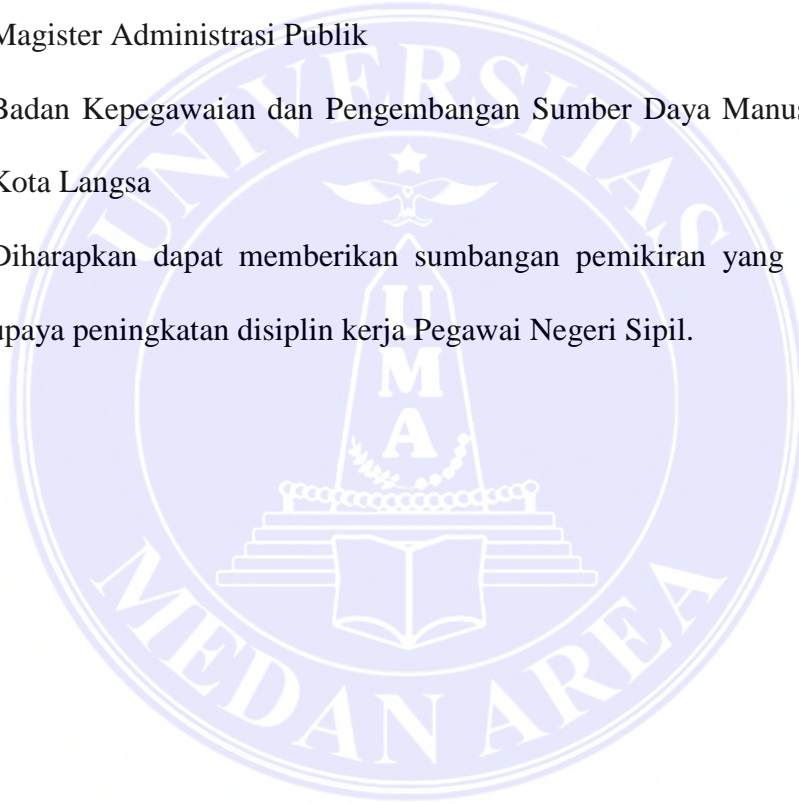 Magister Administrasi Publik
Badan Kepegawaian dan Pengembangan Sumber Daya
Kota Langsa
Diharapkan dapat memberikan sumbangan pemikiran yang
upaya peningkatan disiplin kerja Pegawai Negeri Sipil.
UNIVERSITAS
UMA
MEDAN AREA